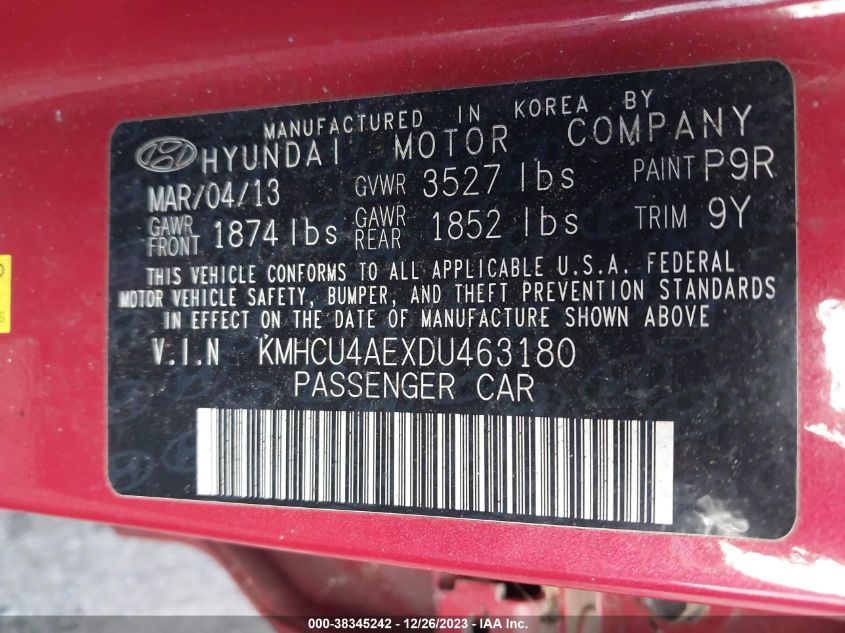 MANUFACTURED IN KOREA BY
HYUNDAI MOTOR COMPANY
MAR/04/13 GVWR 3527 lbs PAINT P9R
GAWR FRONT 1874 lbs GAWR REAR 1852 lbs TRIM 9Y
THIS VEHICLE CONFORMS TO ALL APPLICABLE U.S.A. FEDERAL
MOTOR VEHICLE SAFETY, BUMPER, AND THEFT PREVENTION STANDARDS
IN EFFECT ON THE DATE OF MANUFACTURE SHOWN ABOVE
V.I.N KMHCU4AEXDU463180
PASSENGER CAR
000-38345242 - 12/26/2023 - IAA Inc.